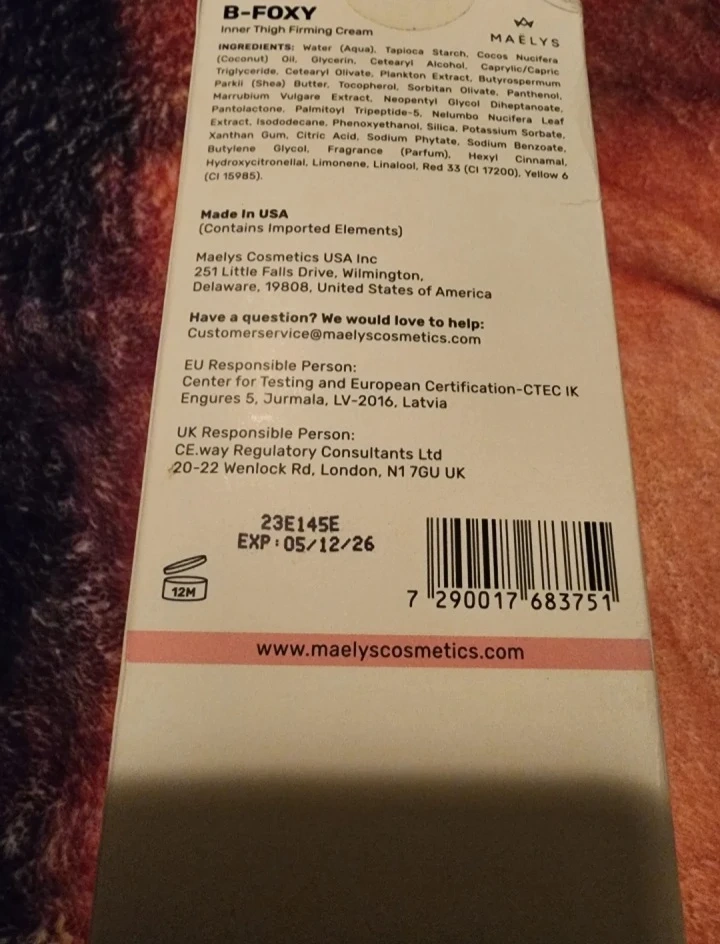 B-FOXY
Inner Thigh Firming Cream
MAËLYS
INGREDIENTS: Water (Aqua), Tapioca Starch, Cocos Nucifera
(Coconut) Oil, Glycerin, Cetearyl Alcohol, Caprylic/Capric
Triglyceride, Cetearyl Olivate, Plankton Extract, Butyrospermum
Parkii (Shea) Butter, Tocopherol, Sorbitan Olivate, Panthenol,
Marrubium Vulgare Extract, Neopentyl Glycol Diheptanoate,
Pantolactone, Palmitoyl Tripeptide-5, Nelumbo Nucifera Leaf
Extract, Isododecane, Phenoxyethanol, Silica, Potassium Sorbate,
Xanthan Gum, Citric Acid, Sodium Phytate, Sodium Benzoate,
Butylene Glycol, Fragrance (Parfum), Hexyl Cinnamal,
Hydroxycitronellal, Limonene, Linalool, Red 33 (CI 17200), Yellow 6
(CI 15985).
Made In USA
(Contains Imported Elements)
Maelys Cosmetics USA Inc
251 Little Falls Drive, Wilmington,
Delaware, 19808, United States of America
Have a question? We would love to help:
Customerservice@maelyscosmetics.com
EU Responsible Person:
Center for Testing and European Certification-CTEC IK
Engures 5, Jurmala, LV-2016, Latvia
UK Responsible Person:
CE.way Regulatory Consultants Ltd
20-22 Wenlock Rd, London, N1 7GU UK
23E145E
EXP:05/12/26
12M
7 290017 683751
www.maelyscosmetics.com